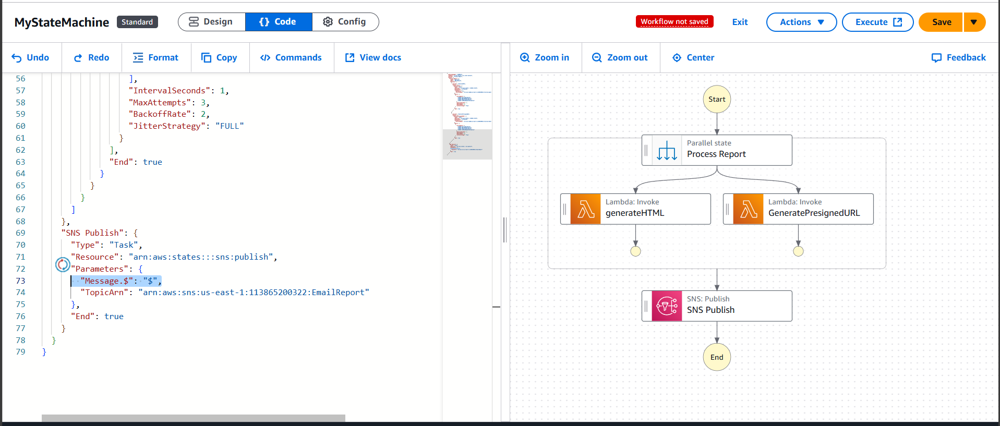 MyStateMachine Standard Design {} Code Config Workflow not saved Exit Actions Execute Save
Undo Redo Format Copy </> Commands View docs Zoom in Zoom out Center Feedback
56 ],
57 "IntervalSeconds": 1,
58 "MaxAttempts": 3,
59 "BackoffRate": 2,
60 "JitterStrategy": "FULL"
61 }
62 ],
63 "End": true
64 }
65 }
66 }
67 ]
68 },
69 "SNS Publish": {
70 "Type": "Task",
71 "Resource": "arn:aws:states:::sns:publish",
72 "Parameters": {
73 "Message.$": "$",
74 "TopicArn": "arn:aws:sns:us-east-1:113865200322:EmailReport"
75 },
76 "End": true
77 }
78 }
79 }
Start
Parallel state
Process Report
Lambda: Invoke
generateHTML
Lambda: Invoke
GeneratePresignedURL
SNS: Publish
SNS Publish
End